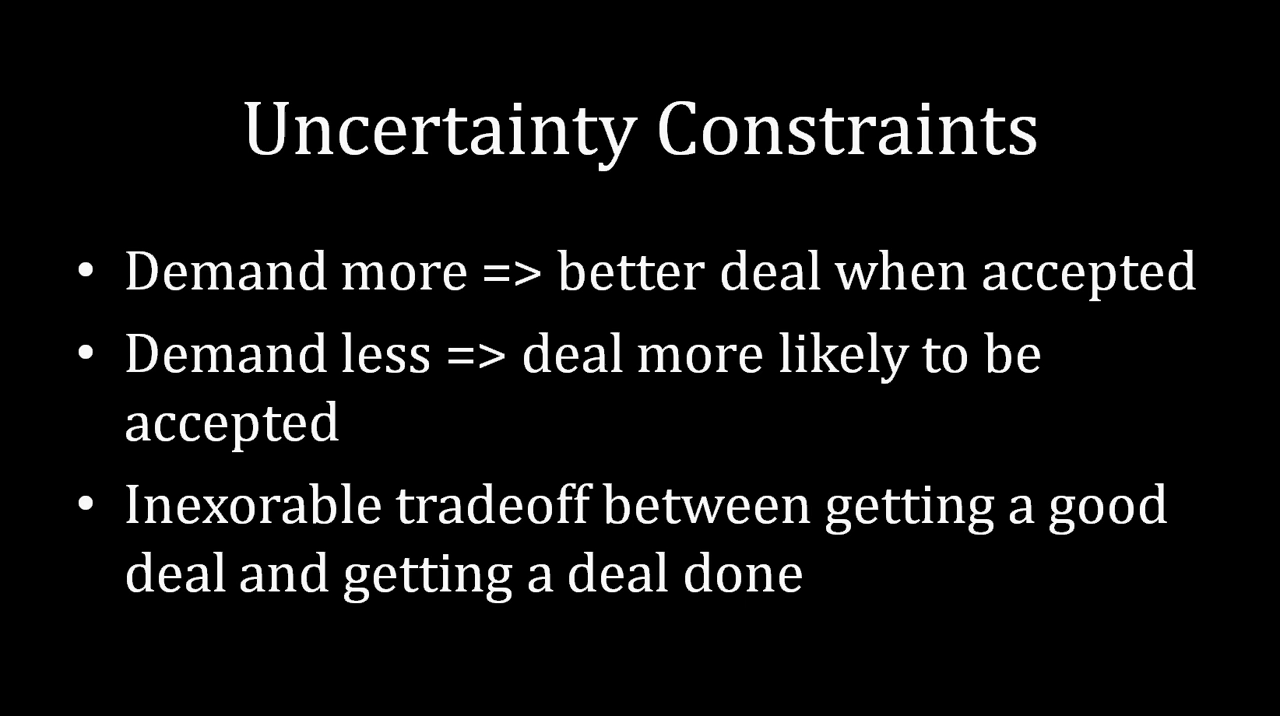 Uncertainty Constraints
• Demand more => better deal when accepted
• Demand less => deal more likely to be
accepted
• Inexorable tradeoff between getting a good
deal and getting a deal done